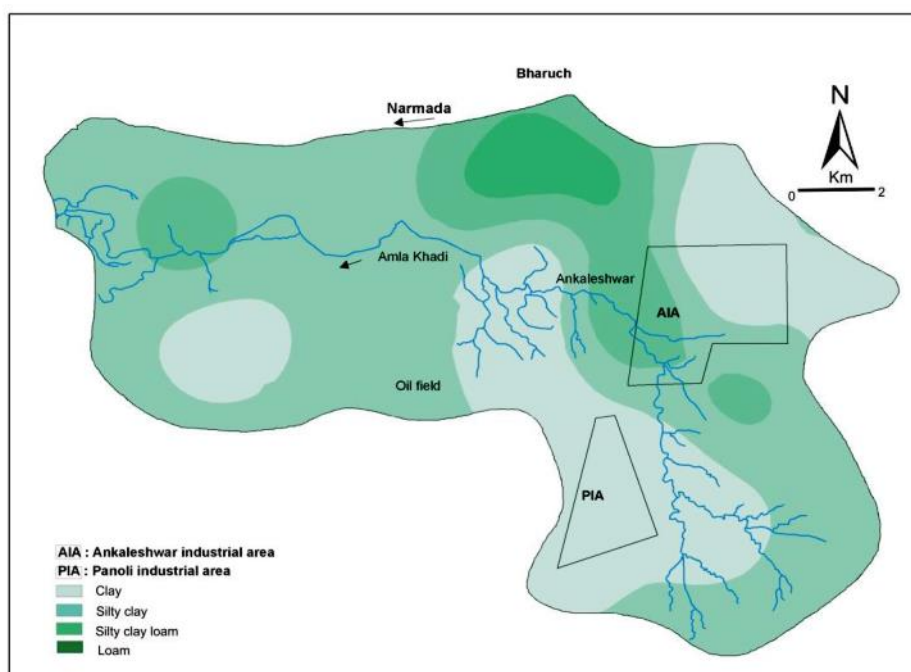 Bharuch
Narmada
N
Km
0 2
Amla Khadi
Ankaleshwar
AIA
Oil field
PIA
AIA : Ankaleshwar industrial area
PIA : Panoli industrial area
Clay
Silty clay
Silty clay loam
Loam